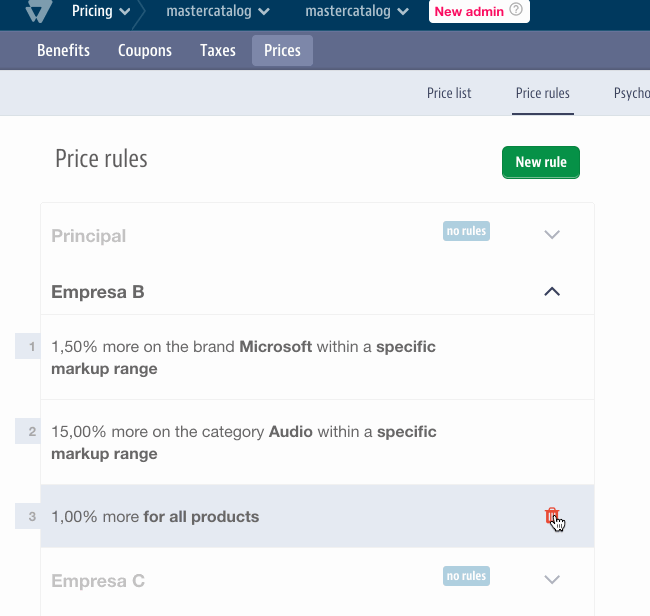 Pricing mastercatalog mastercatalog New admin ?
Benefits Coupons Taxes Prices
Price list Price rules Psycho
Price rules New rule
Principal no rules
Empresa B
1 1,50% more on the brand Microsoft within a specific
markup range
2 15,00% more on the category Audio within a specific
markup range
3 1,00% more for all products
Empresa C no rules